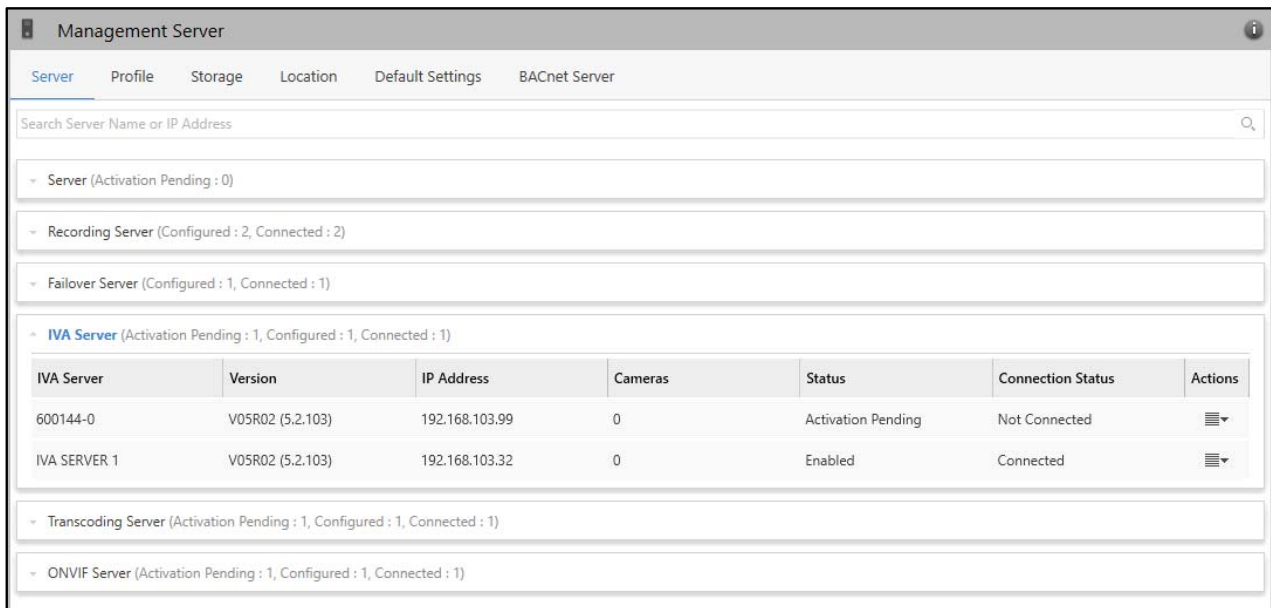 Management Server
Server Profile Storage Location Default Settings BACnet Server
Search Server Name or IP Address
Server (Activation Pending : 0)
Recording Server (Configured : 2, Connected : 2)
Failover Server (Configured : 1, Connected : 1)
IVA Server (Activation Pending : 1, Configured : 1, Connected : 1)
IVA Server Version IP Address Cameras Status Connection Status Actions
600144-0 V05R02 (5.2.103) 192.168.103.99 0 Activation Pending Not Connected
IVA SERVER 1 V05R02 (5.2.103) 192.168.103.32 0 Enabled Connected
Transcoding Server (Activation Pending : 1, Configured : 1, Connected : 1)
ONVIF Server (Activation Pending : 1, Configured : 1, Connected : 1)